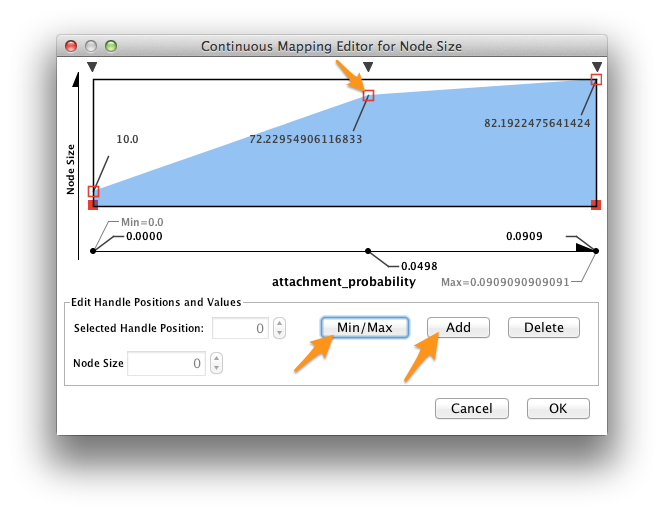 Continuous Mapping Editor for Node Size
10.0
72.22954906116833
82.1922475641424
Node Size
Min=0.0
0.0000
0.0909
0.0498
attachment_probability
Max=0.0909090909091
Edit Handle Positions and Values
Selected Handle Position: 0 Min/Max Add Delete
Node Size 0
Cancel OK